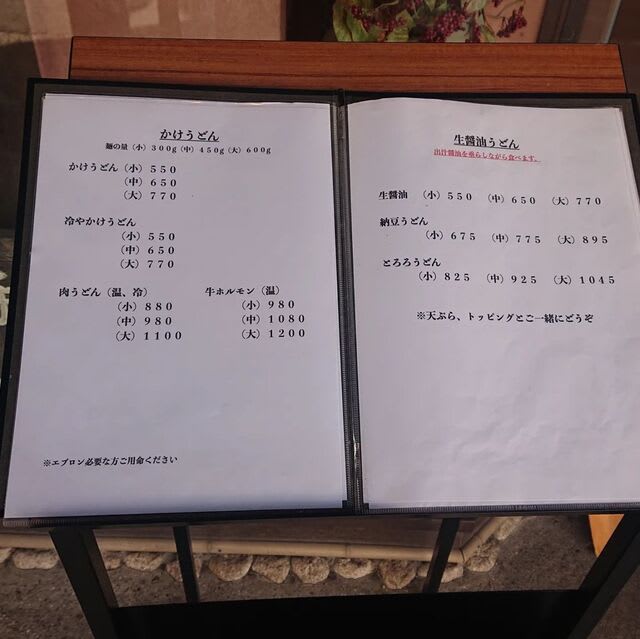 かけうどん
麺の量（小）３００g（中）４５０g（大）６００g
かけうどん（小）５５０
（中）６５０
（大）７７０
冷やかけうどん
（小）５５０
（中）６５０
（大）７７０
肉うどん（温、冷）
（小）８８０
（中）９８０
（大）１１００
牛ホルモン（温）
（小）９８０
（中）１０８０
（大）１２００
※エプロン必要な方ご用命ください
生醤油うどん
出汁醤油を垂らしながら食べます。
生醤油　（小）５５０　（中）６５０　（大）７７０
納豆うどん
（小）６７５　（中）７７５　（大）８９５
とろろうどん
（小）８２５　（中）９２５　（大）１０４５
※天ぷら、トッピングとご一緒にどうぞ